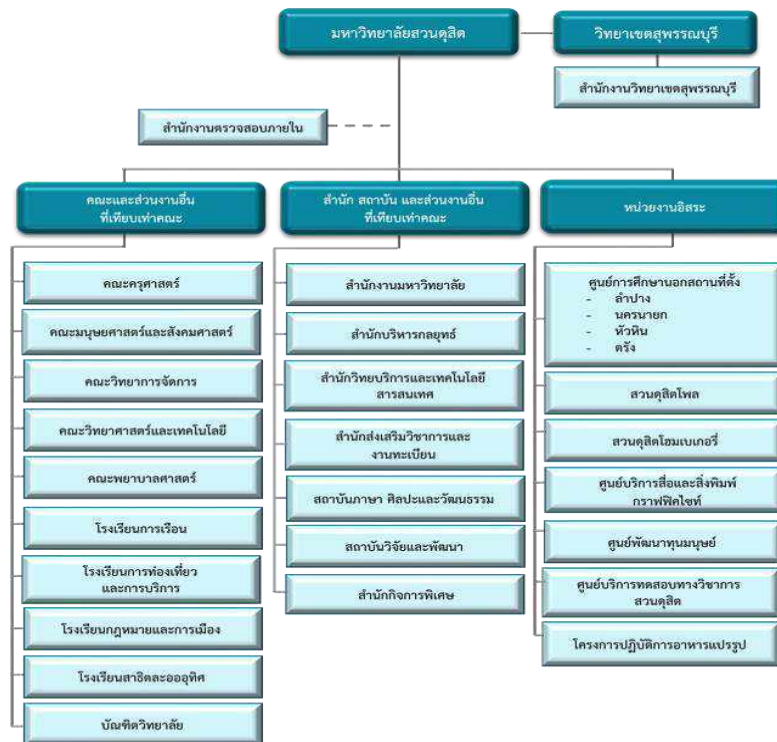 มหาวิทยาลัยสวนดุสิต
วิทยาเขตสุพรรณบุรี
สำนักงานวิทยาเขตสุพรรณบุรี
สำนักงานตรวจสอบภายใน
คณะและส่วนงานอื่น
ที่เทียบเท่าคณะ
คณะครุศาสตร์
คณะมนุษยศาสตร์และสังคมศาสตร์
คณะวิทยาการจัดการ
คณะวิทยาศาสตร์และเทคโนโลยี
คณะพยาบาลศาสตร์
โรงเรียนการเรือน
โรงเรียนการท่องเที่ยว
และการบริการ
โรงเรียนกฎหมายและการเมือง
โรงเรียนสาธิตละอออุทิศ
บัณฑิตวิทยาลัย
สำนัก สถาบัน และส่วนงานอื่น
ที่เทียบเท่าคณะ
สำนักงานมหาวิทยาลัย
สำนักบริหารกลยุทธ์
สำนักวิทยบริการและเทคโนโลยี
สารสนเทศ
สำนักส่งเสริมวิชาการและ
งานทะเบียน
สถาบันภาษา ศิลปะและวัฒนธรรม
สถาบันวิจัยและพัฒนา
สำนักกิจการพิเศษ
หน่วยงานอิสระ
ศูนย์การศึกษานอกสถานที่ตั้ง
- ลำปาง
- นครนายก
- หัวหิน
- ตรัง
สวนดุสิตโพล
สวนดุสิตโฮมเบเกอรี่
ศูนย์บริการสื่อและสิ่งพิมพ์
กราฟฟิคไซท์
ศูนย์พัฒนาทุนมนุษย์
ศูนย์บริการทดสอบทางวิชาการ
สวนดุสิต
โครงการปฏิบัติการอาหารแปรรูป